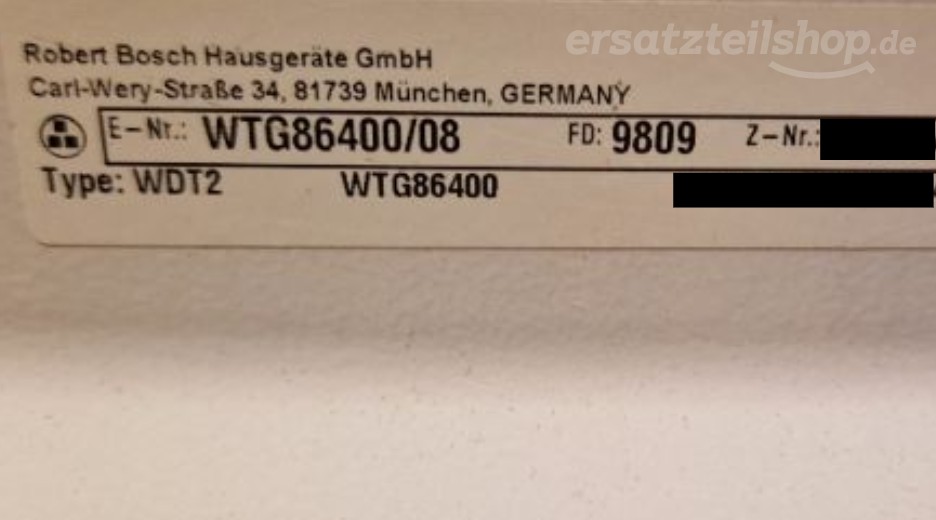 ersatzteilshop.de
Robert Bosch Hausgeräte GmbH
Carl-Wery-Straße 34, 81739 München, GERMANY
E-Nr.: WTG86400/08 FD: 9809 Z-Nr.:
Type: WDT2 WTG86400